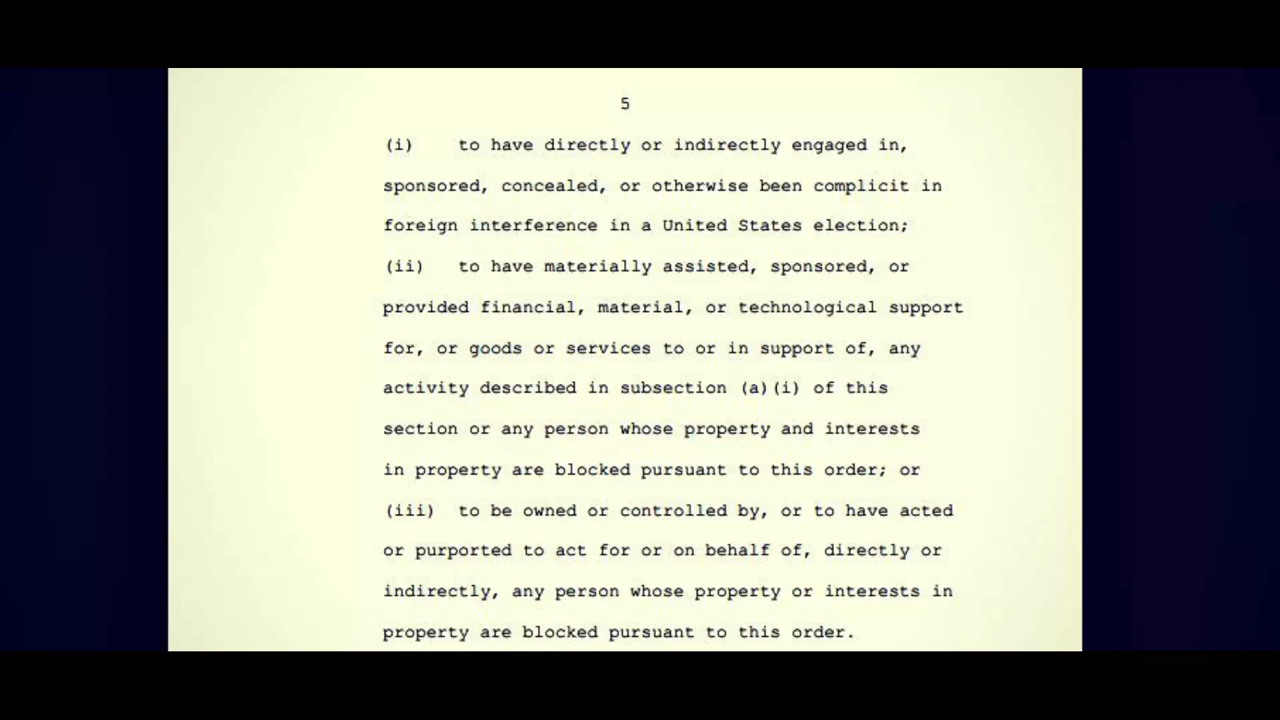 5
(i) to have directly or indirectly engaged in,
sponsored, concealed, or otherwise been complicit in
foreign interference in a United States election;
(ii) to have materially assisted, sponsored, or
provided financial, material, or technological support
for, or goods or services to or in support of, any
activity described in subsection (a)(i) of this
section or any person whose property and interests
in property are blocked pursuant to this order; or
(iii) to be owned or controlled by, or to have acted
or purported to act for or on behalf of, directly or
indirectly, any person whose property or interests in
property are blocked pursuant to this order.